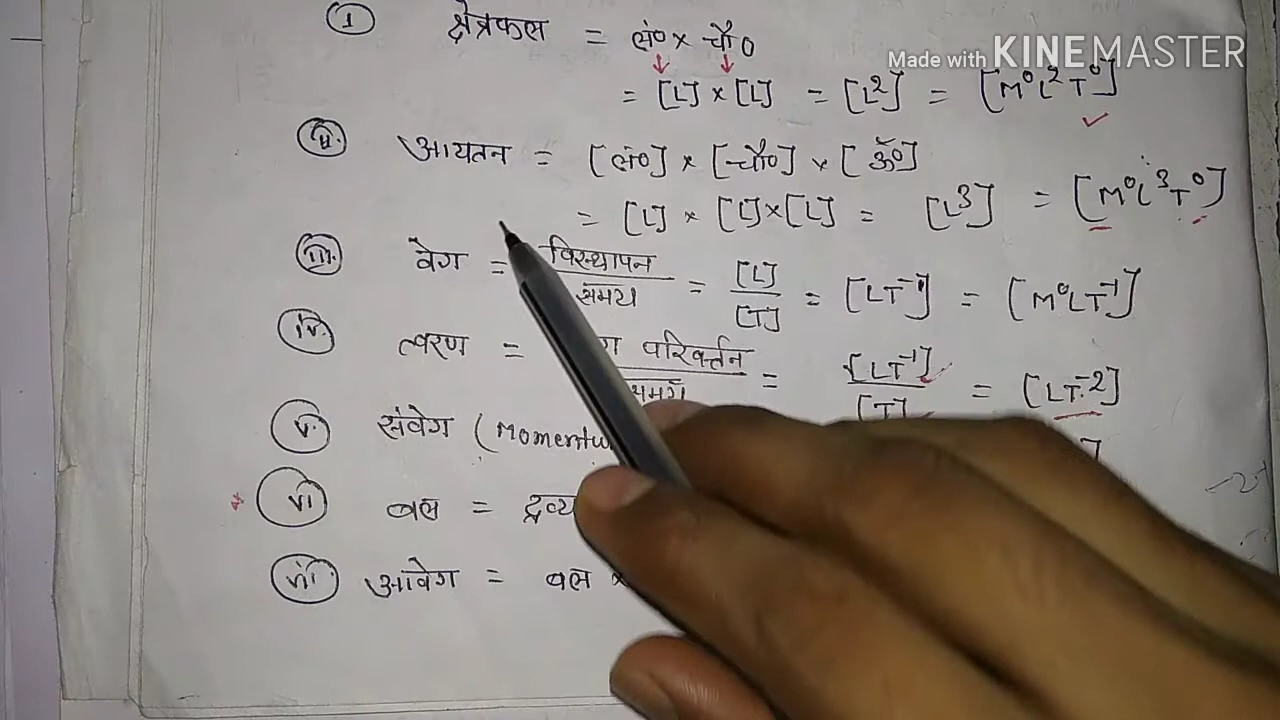 Made with KINEMASTER
(I) क्षेत्रफल = लं० × चौ०
= [L] × [L] = [L²] = [M⁰L²T⁰]
(II) आयतन = [लं०] × [चौ०] × [ऊँ०]
= [L] × [L] × [L] = [L³] = [M⁰L³T⁰]
(III) वेग = विस्थापन / समय = [L] / [T] = [LT⁻¹] = [M⁰LT⁻¹]
(IV) त्वरण = परिवर्त्तन = [LT⁻¹] / [T] = [LT⁻²]
(V) संवेग (Momentu
(VI) बल = द्रव्य
(VII) आवेग = बल ×